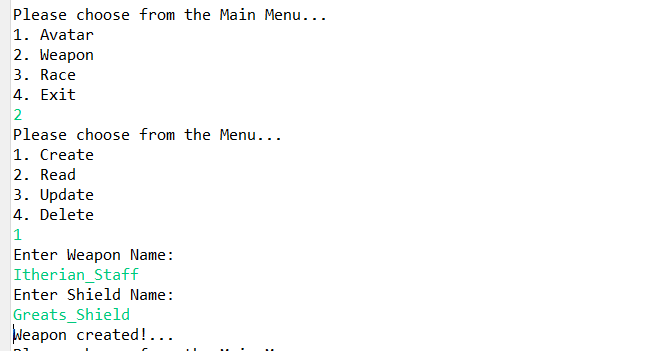 Please choose from the Main Menu...
1. Avatar
2. Weapon
3. Race
4. Exit
2
Please choose from the Menu...
1. Create
2. Read
3. Update
4. Delete
1
Enter Weapon Name:
Itherian_Staff
Enter Shield Name:
Greats_Shield
Weapon created!...